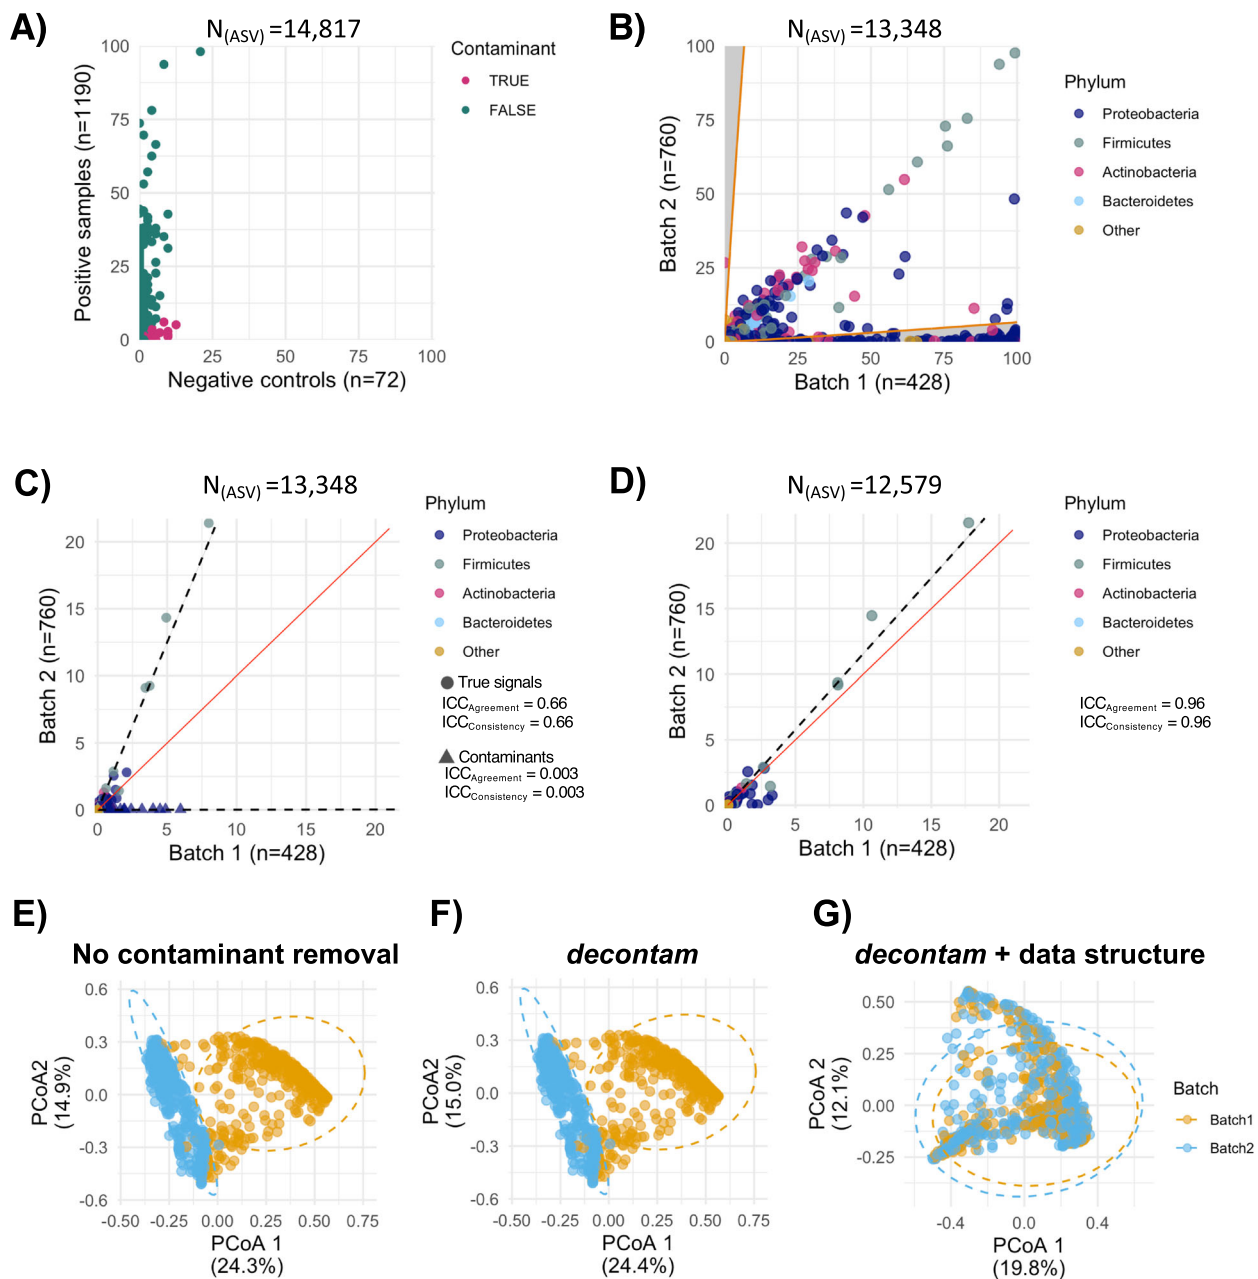 A)
N(ASV) =14,817
Positive samples (n=1190)
100
75
50
25
0
0 25 50 75 100
Negative controls (n=72)
Contaminant
TRUE
FALSE
B)
N(ASV) =13,348
Batch 2 (n=760)
100
75
50
25
0
0 25 50 75 100
Batch 1 (n=428)
Phylum
Proteobacteria
Firmicutes
Actinobacteria
Bacteroidetes
Other
C)
N(ASV) =13,348
Batch 2 (n=760)
20
15
10
5
0
0 5 10 15 20
Batch 1 (n=428)
Phylum
Proteobacteria
Firmicutes
Actinobacteria
Bacteroidetes
Other
True signals
ICCAgreement = 0.66
ICCConsistency = 0.66
Contaminants
ICCAgreement = 0.003
ICCConsistency = 0.003
D)
N(ASV) =12,579
Batch 2 (n=760)
20
15
10
5
0
0 5 10 15 20
Batch 1 (n=428)
Phylum
Proteobacteria
Firmicutes
Actinobacteria
Bacteroidetes
Other
ICCAgreement = 0.96
ICCConsistency = 0.96
E)
No contaminant removal
PCoA2
(14.9%)
0.6
0.3
0.0
-0.3
-0.6
-0.50 -0.25 0.00 0.25 0.50 0.75
PCoA 1
(24.3%)
F)
decontam
PCoA2
(15.0%)
0.6
0.3
0.0
-0.3
-0.6
-0.50 -0.25 0.00 0.25 0.50 0.75
PCoA 1
(24.4%)
G)
decontam + data structure
PCoA 2
(12.1%)
0.50
0.25
0.00
-0.25
-0.4 0.0 0.4
PCoA 1
(19.8%)
Batch
Batch1
Batch2